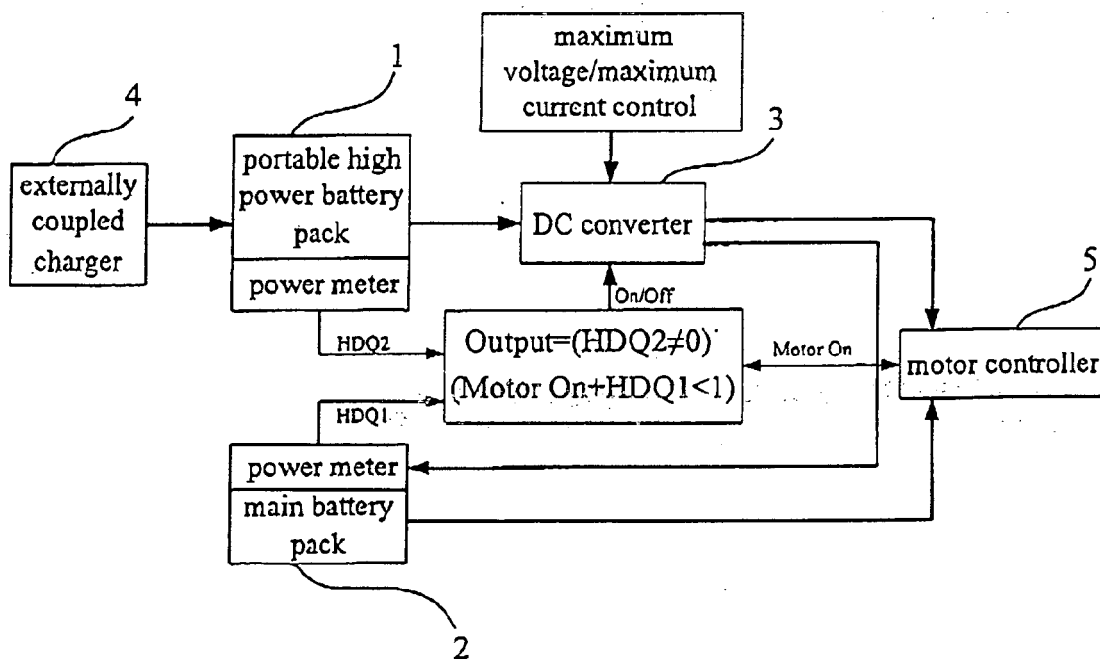 maximum
voltage/maximum
current control
1
4
3
externally
coupled
charger
portable high
power battery
pack
power meter
DC converter
On/Off
5
HDQ2
Output=(HDQ2≠0)·
(Motor On+HDQ1<1)
Motor On
motor controller
HDQ1
power meter
main battery
pack
2